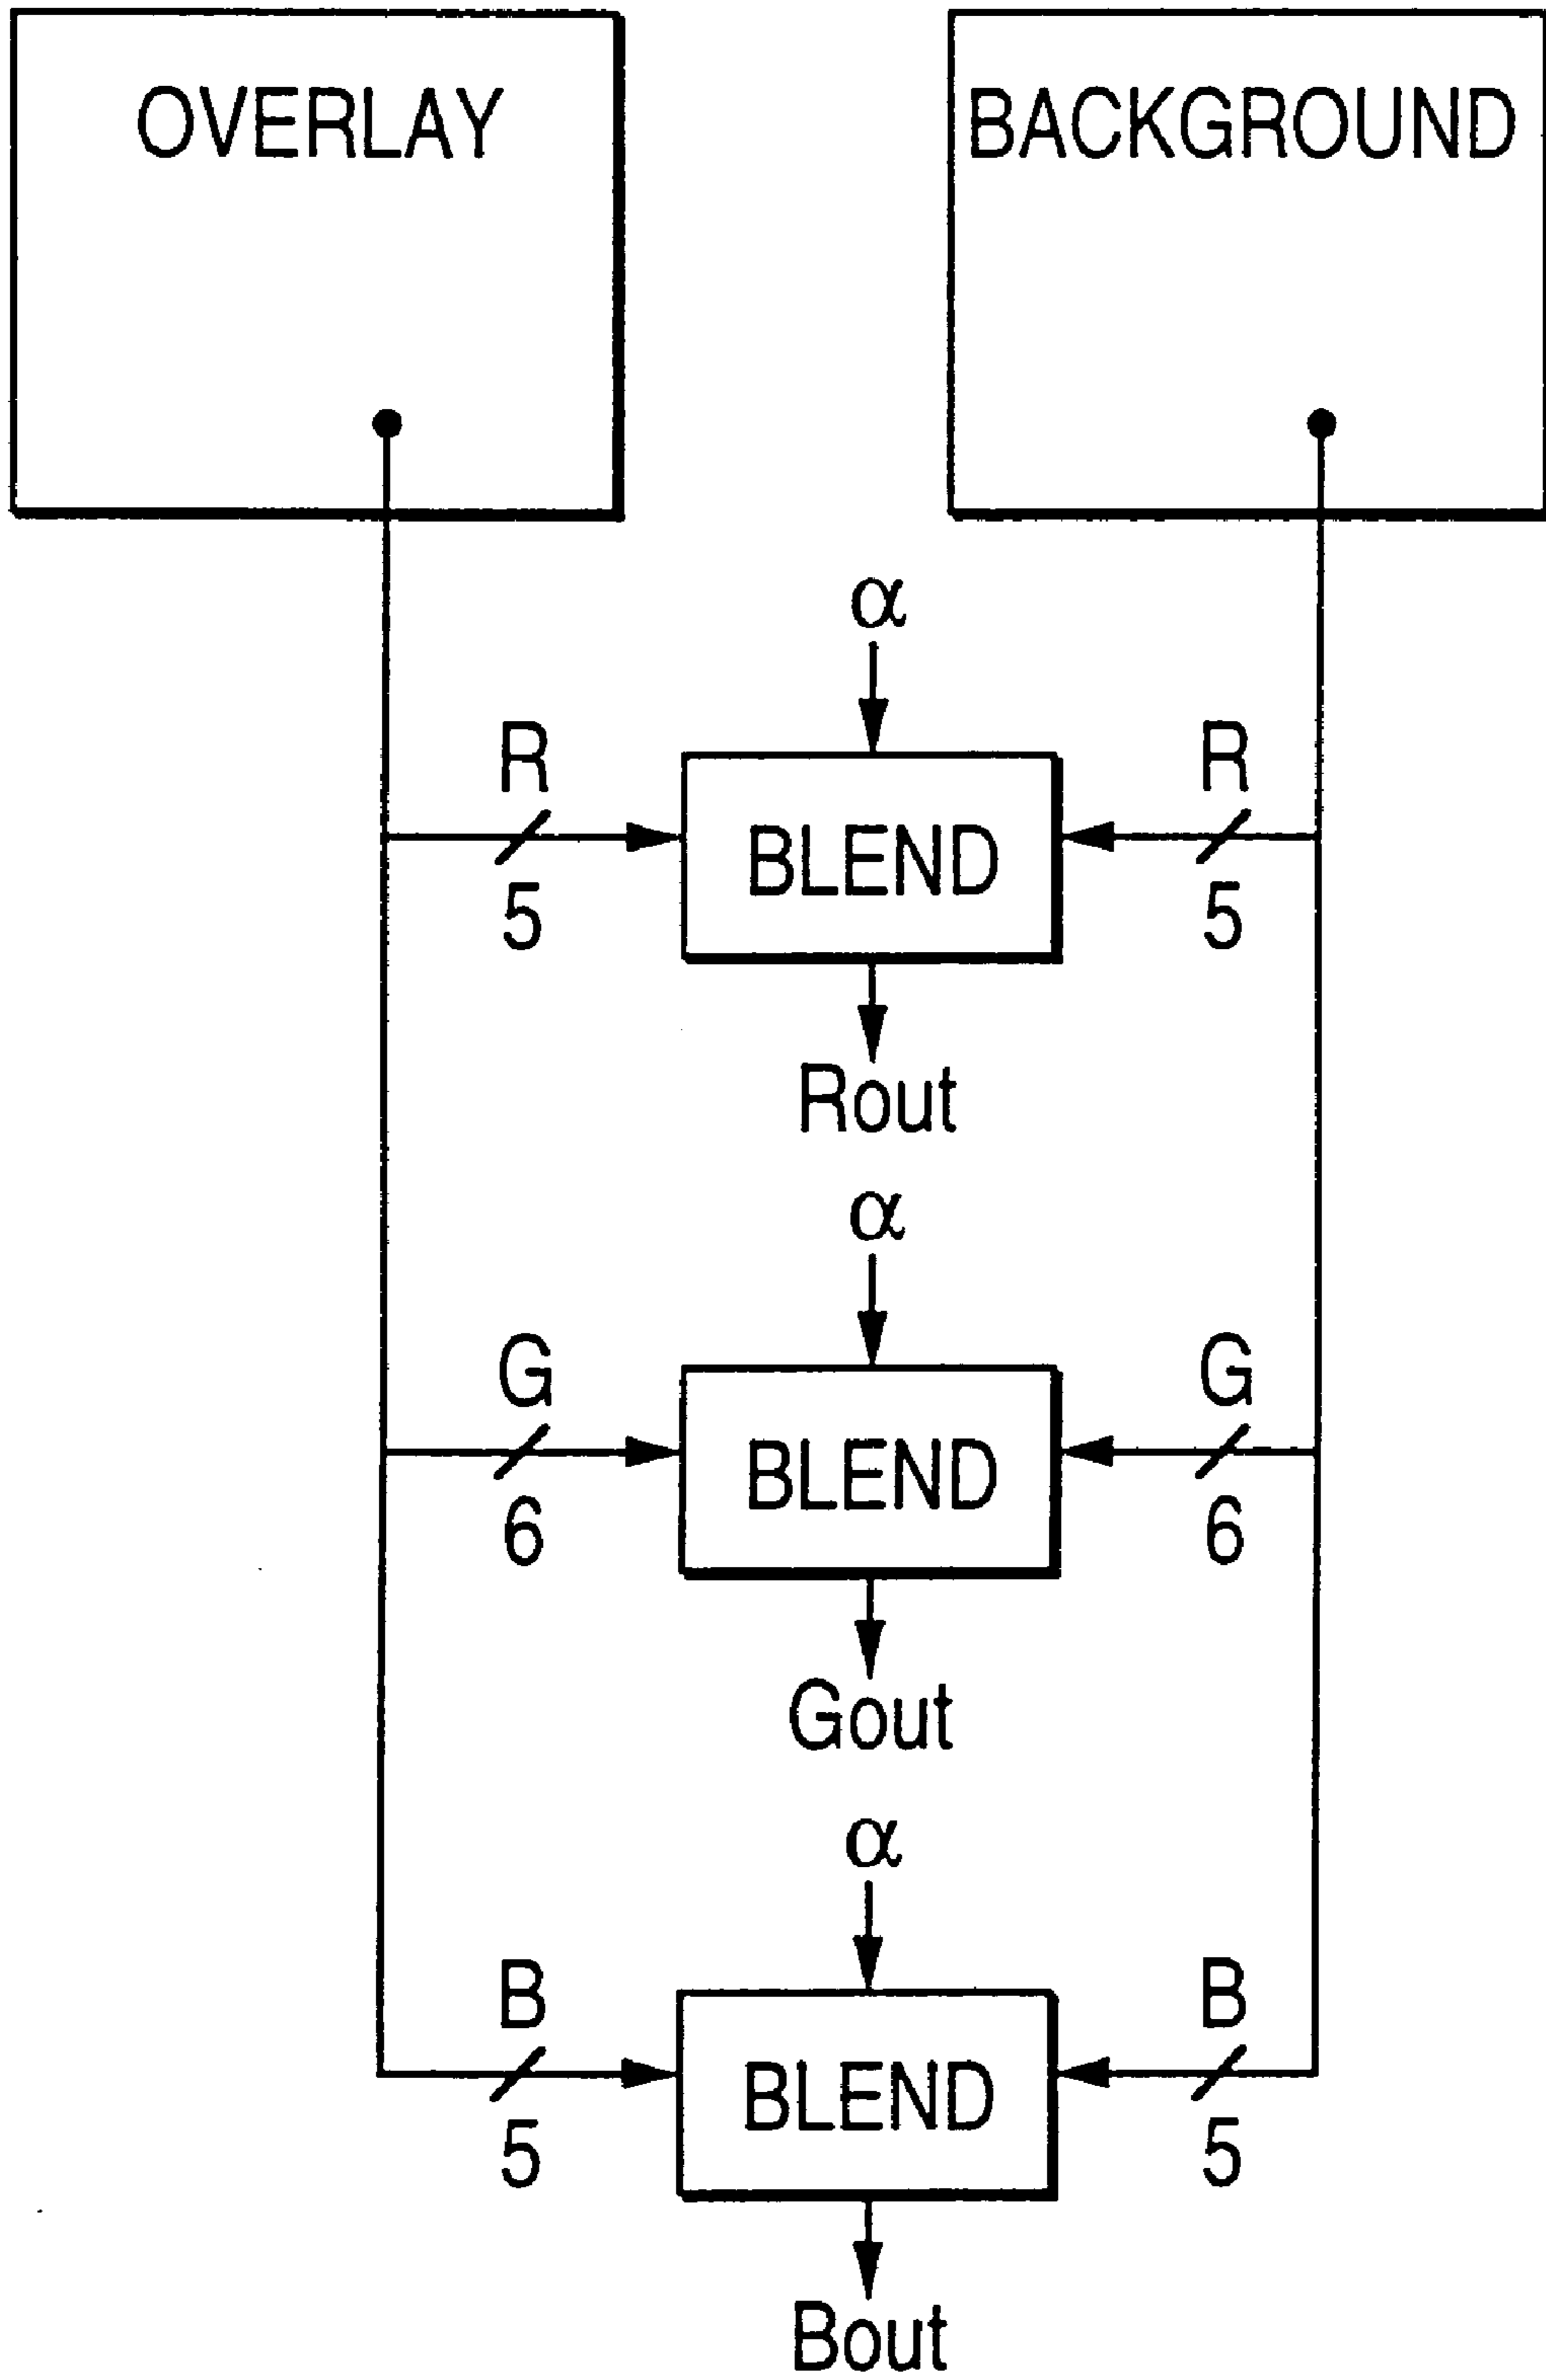 OVERLAY BACKGROUND
α
R R
BLEND
5 5
Rout
α
G G
BLEND
6 6
Gout
α
B B
BLEND
5 5
Bout